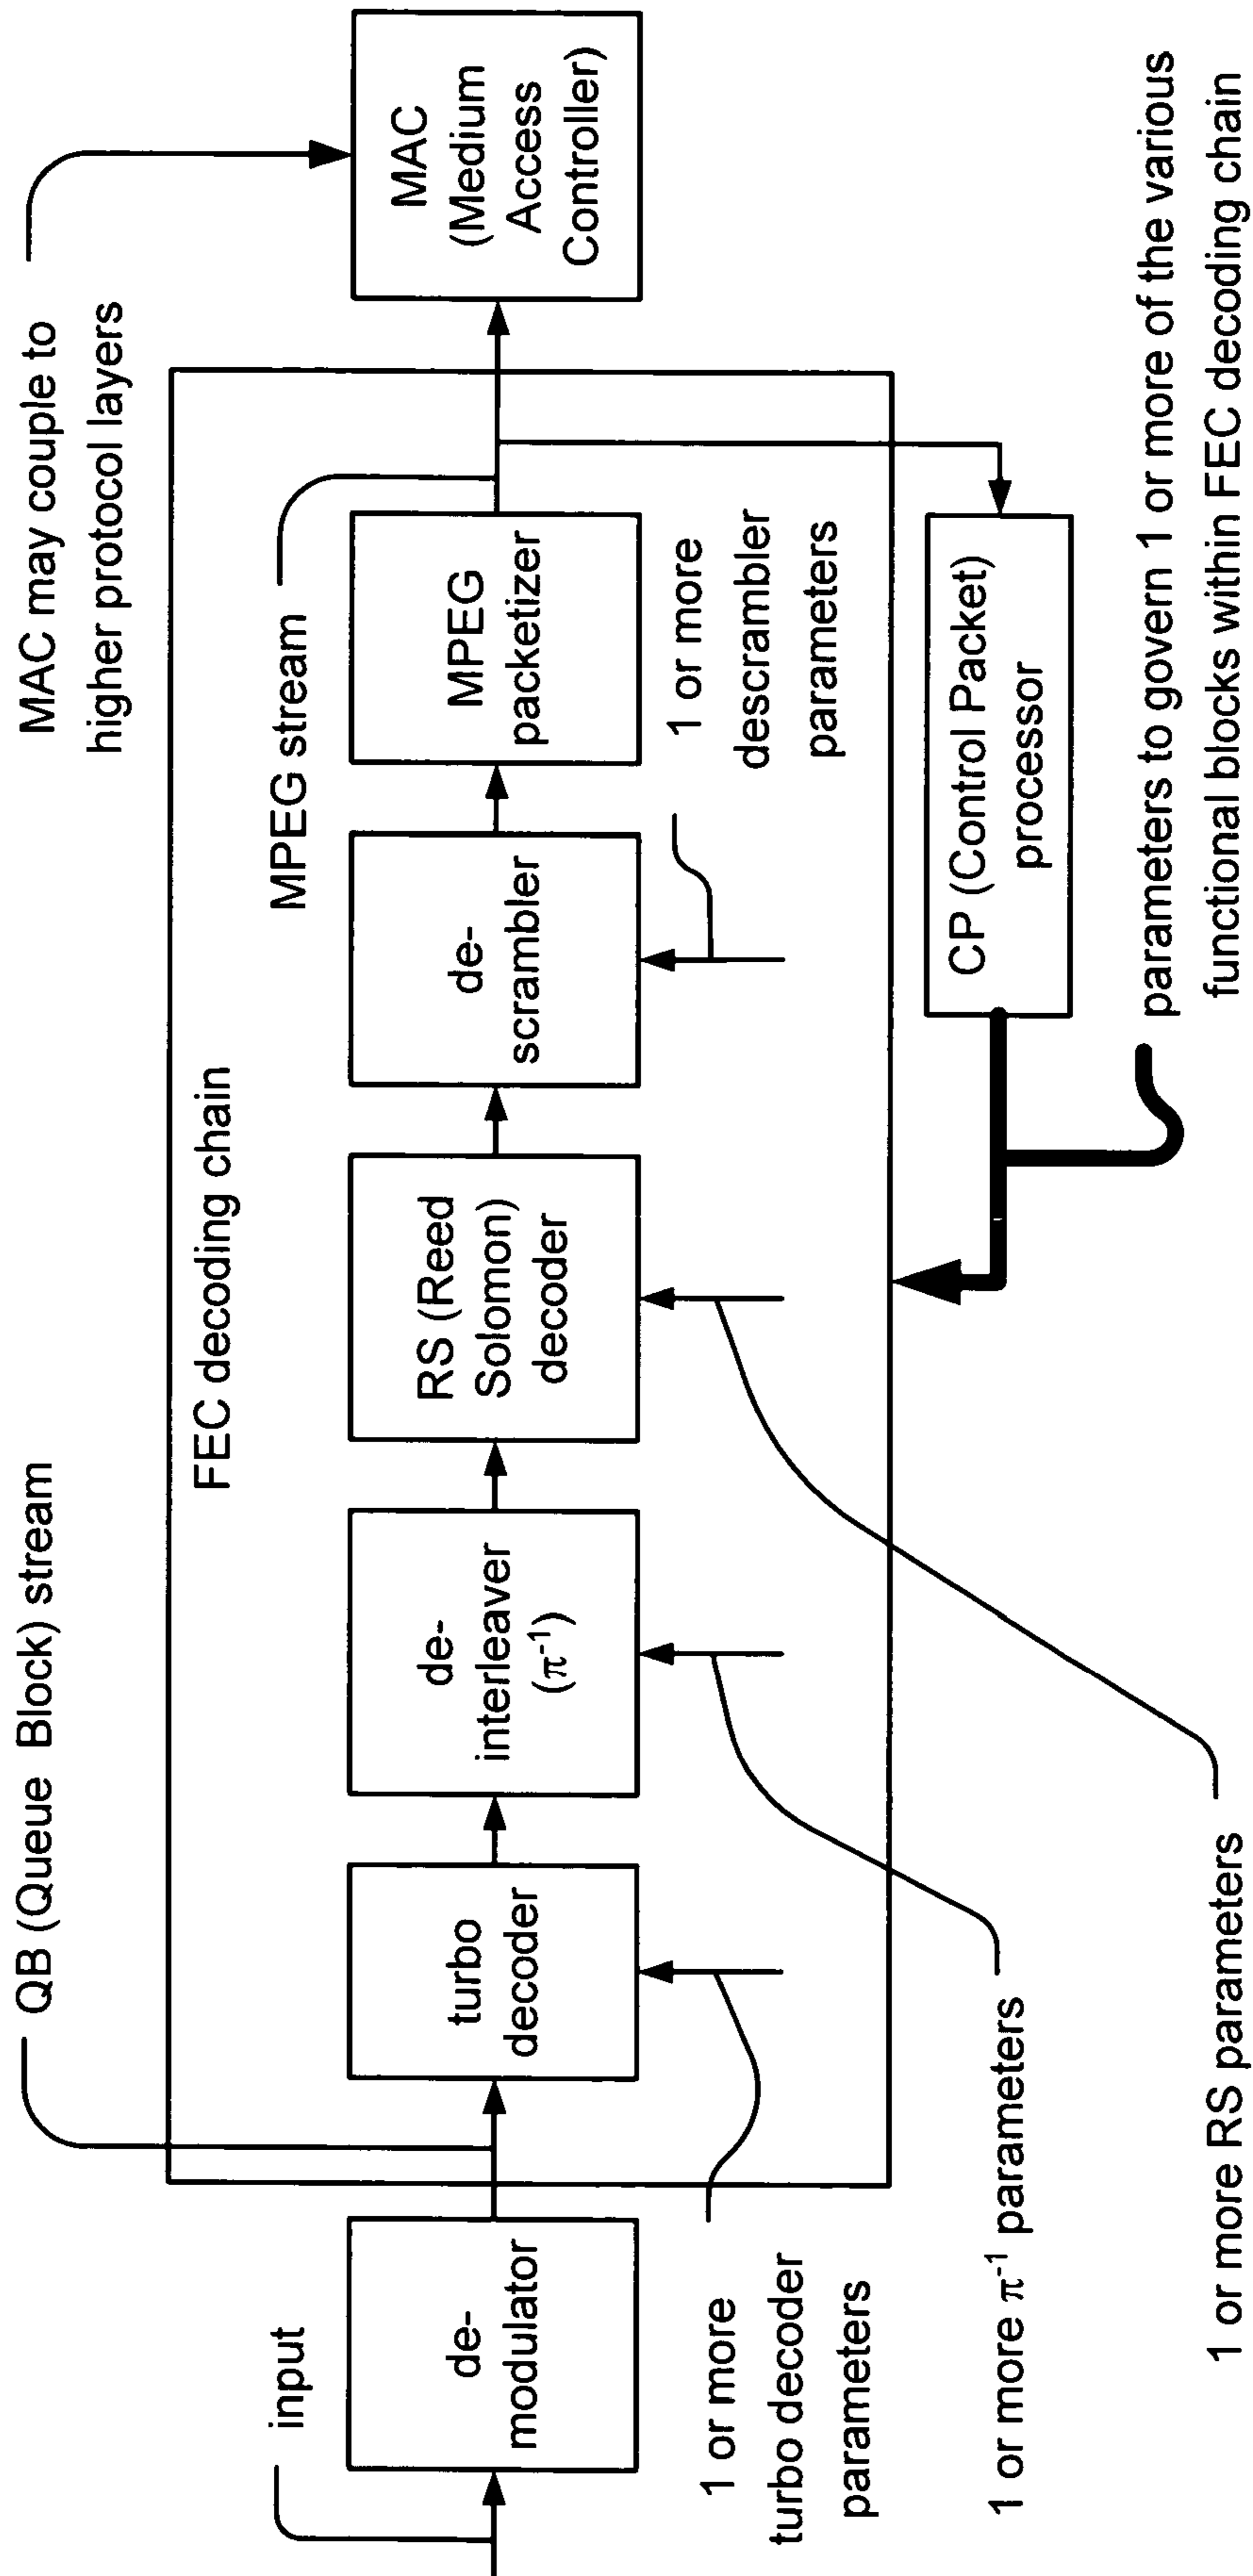 QB (Queue Block) stream
MAC may couple to
higher protocol layers
FEC decoding chain
input
MPEG stream
de-
modulator
turbo
decoder
de-
interleaver
(π⁻¹)
RS (Reed
Solomon)
decoder
de-
scrambler
MPEG
packetizer
MAC
(Medium
Access
Controller)
1 or more
turbo decoder
parameters
1 or more
descrambler
parameters
1 or more π⁻¹ parameters
CP (Control Packet)
processor
1 or more RS parameters
parameters to govern 1 or more of the various
functional blocks within FEC decoding chain